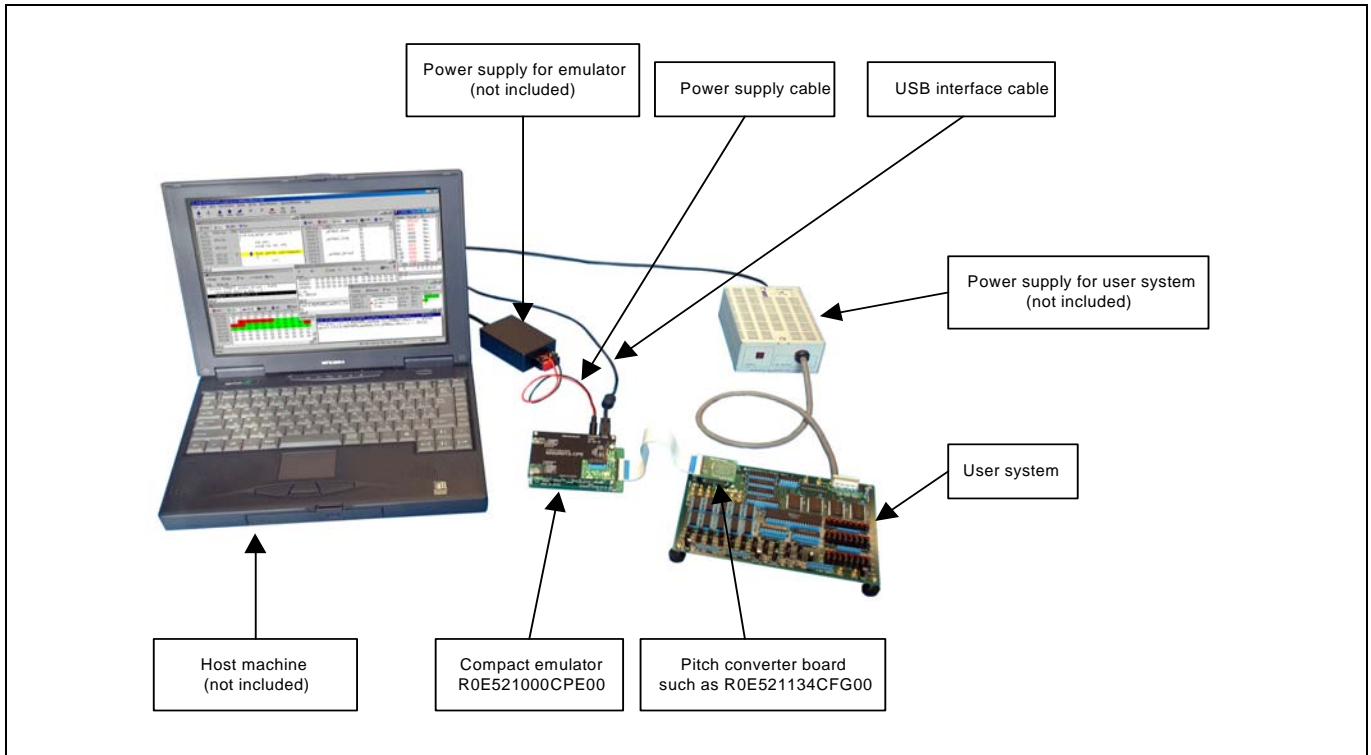 Power supply for emulator
(not included)
Power supply cable
USB interface cable
Power supply for user system
(not included)
User system
Host machine
(not included)
Compact emulator
R0E521000CPE00
Pitch converter board
such as R0E521134CFG00